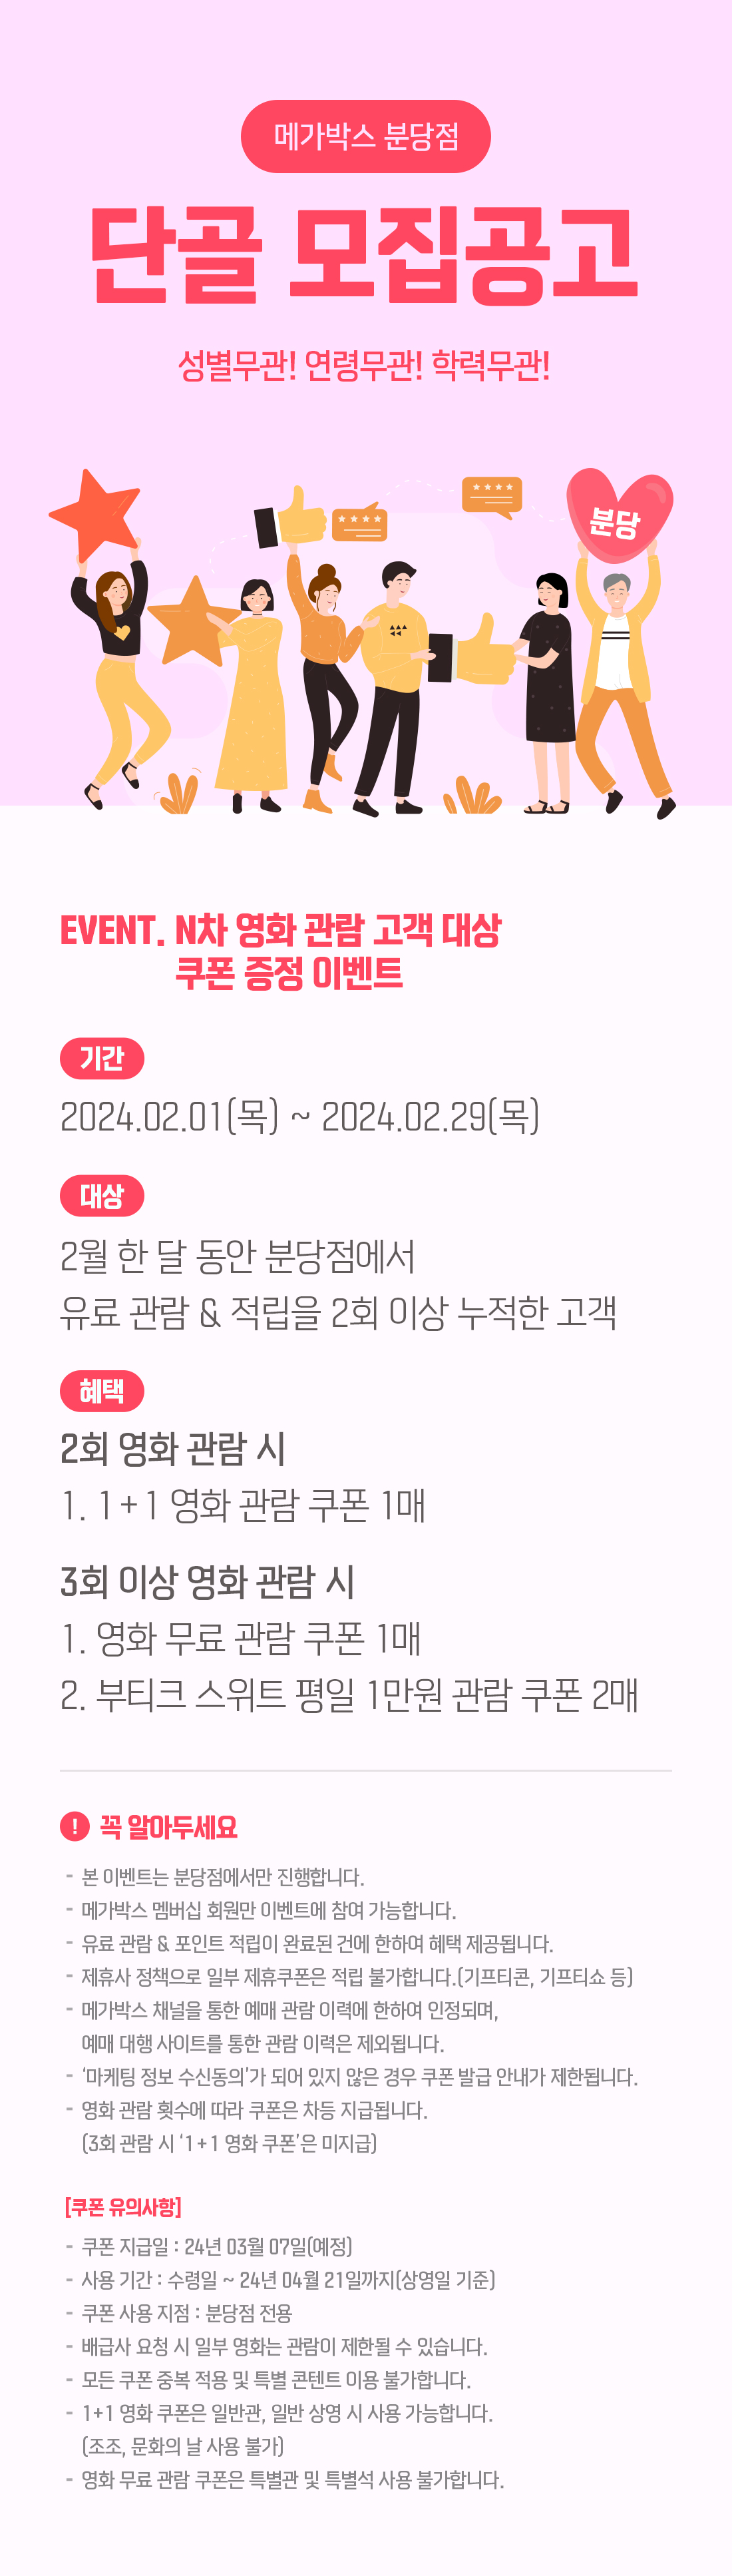 메가박스 분당점
단골 모집공고
성별무관! 연령무관! 학력무관!
분당
EVENT. N차 영화 관람 고객 대상
쿠폰 증정 이벤트
기간
2024.02.01(목) ~ 2024.02.29(목)
대상
2월 한 달 동안 분당점에서
유료 관람 & 적립을 2회 이상 누적한 고객
혜택
2회 영화 관람 시
1. 1+1 영화 관람 쿠폰 1매
3회 이상 영화 관람 시
1. 영화 무료 관람 쿠폰 1매
2. 부티크 스위트 평일 1만원 관람 쿠폰 2매
! 꼭 알아두세요
- 본 이벤트는 분당점에서만 진행합니다.
- 메가박스 멤버십 회원만 이벤트에 참여 가능합니다.
- 유료 관람 & 포인트 적립이 완료된 건에 한하여 혜택 제공됩니다.
- 제휴사 정책으로 일부 제휴쿠폰은 적립 불가합니다.(기프티콘, 기프티쇼 등)
- 메가박스 채널을 통한 예매 관람 이력에 한하여 인정되며,
예매 대행 사이트를 통한 관람 이력은 제외됩니다.
- ‘마케팅 정보 수신동의’가 되어 있지 않은 경우 쿠폰 발급 안내가 제한됩니다.
- 영화 관람 횟수에 따라 쿠폰은 차등 지급됩니다.
(3회 관람 시 ‘1+1 영화 쿠폰’은 미지급)
[쿠폰 유의사항]
- 쿠폰 지급일 : 24년 03월 07일(예정)
- 사용 기간 : 수령일 ~ 24년 04월 21일까지(상영일 기준)
- 쿠폰 사용 지점 : 분당점 전용
- 배급사 요청 시 일부 영화는 관람이 제한될 수 있습니다.
- 모든 쿠폰 중복 적용 및 특별 콘텐트 이용 불가합니다.
- 1+1 영화 쿠폰은 일반관, 일반 상영 시 사용 가능합니다.
(조조, 문화의 날 사용 불가)
- 영화 무료 관람 쿠폰은 특별관 및 특별석 사용 불가합니다.